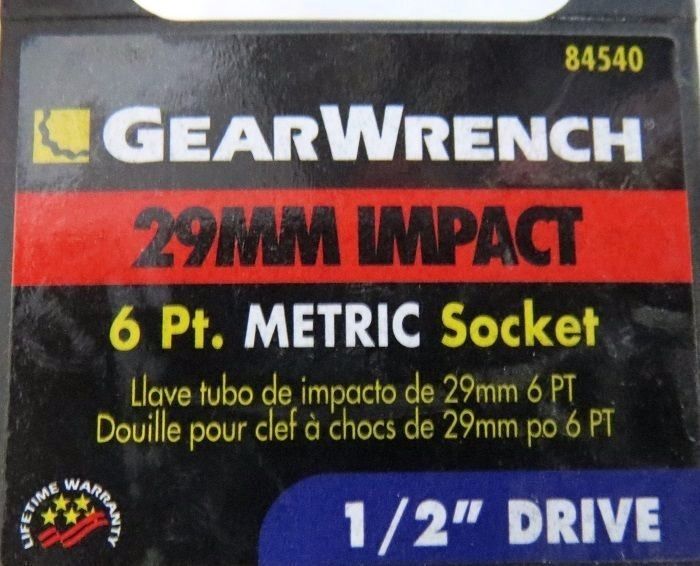 84540
GEARWRENCH
29MM IMPACT
6 Pt. METRIC Socket
Llave tubo de impacto de 29mm 6 PT
Douille pour clef à chocs de 29mm po 6 PT
LIFETIME WARRANTY
1/2" DRIVE